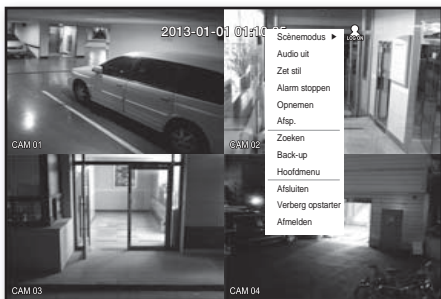 2013-01-01 01:10
LOG ON
Scènemodus
Audio uit
Zet stil
Alarm stoppen
Opnemen
Afsp.
Zoeken
Back-up
Hoofdmenu
Afsluiten
Verberg opstarter
Afmelden
CAM 01
CAM 02
CAM 03
CAM 04